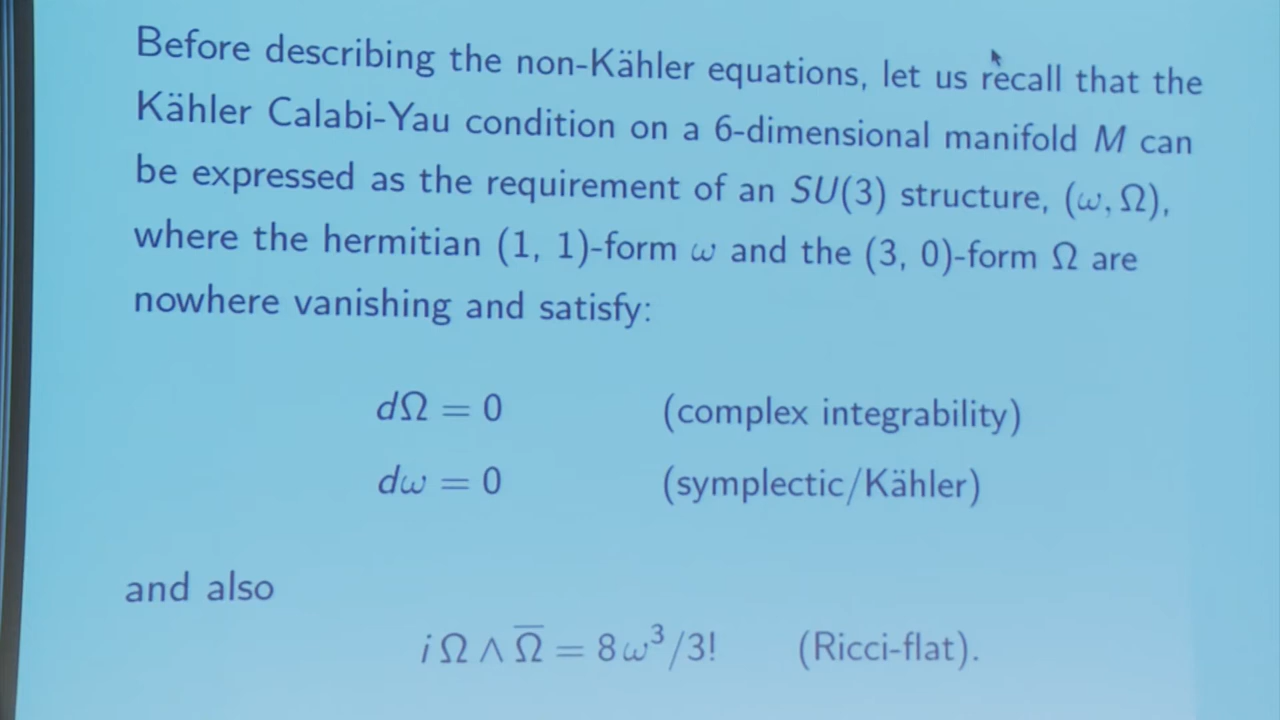 Before describing the non-Kähler equations, let us recall that the
Kähler Calabi-Yau condition on a 6-dimensional manifold M can
be expressed as the requirement of an SU(3) structure, (ω, Ω),
where the hermitian (1, 1)-form ω and the (3, 0)-form Ω are
nowhere vanishing and satisfy:
dΩ = 0 (complex integrability)
dω = 0 (symplectic/Kähler)
and also
i Ω ∧ Ω̅ = 8 ω³/3! (Ricci-flat).